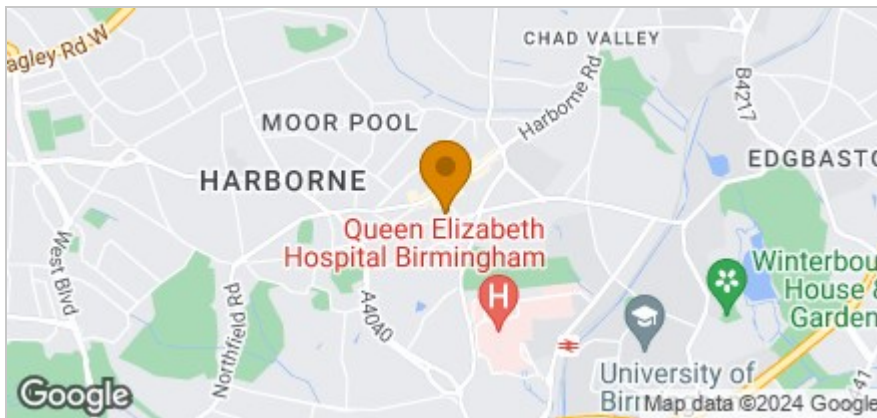 agley Rd W
CHAD VALLEY
B4217
Harborne Rd
MOOR POOL
EDGBASTO
HARBORNE
Queen Elizabeth
Hospital Birmingham
West Blvd
Northfield Rd
A4040
H
Winterbou
House &
Garden
University of
Birm
41
Google
Map data ©2024 Google